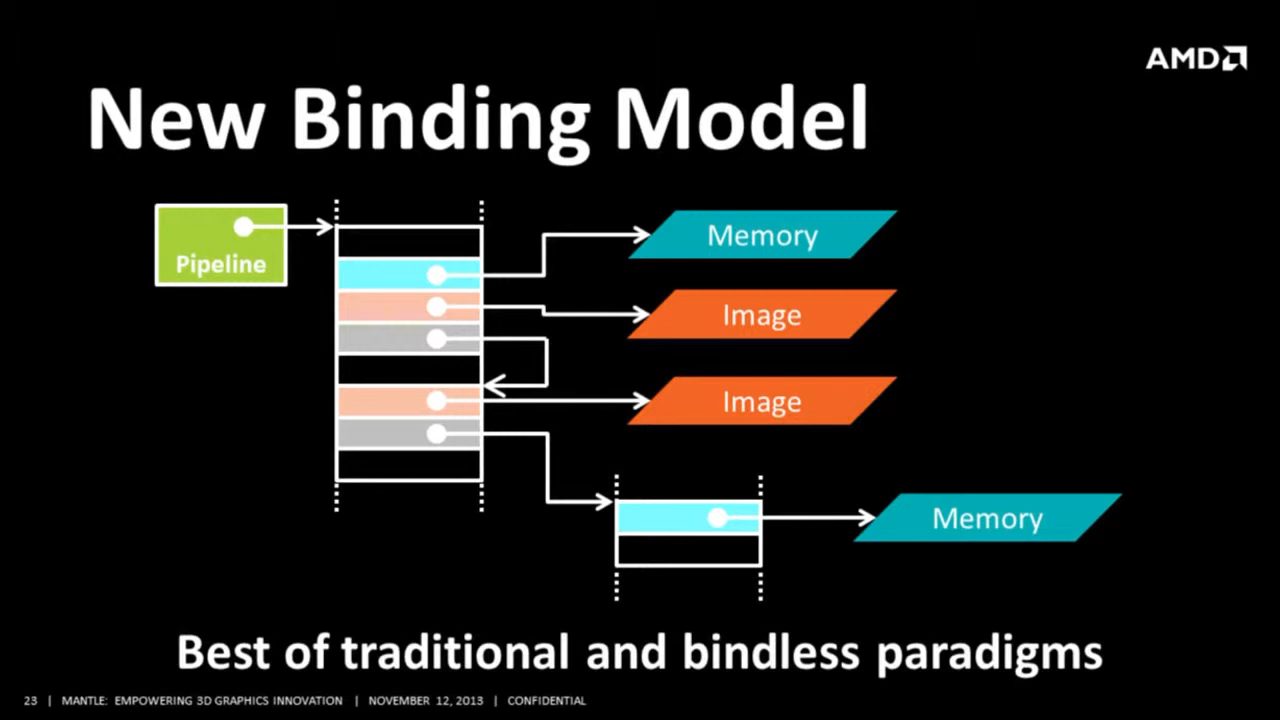 AMD
New Binding Model
Pipeline
Memory
Image
Image
Memory
Best of traditional and bindless paradigms
23 | MANTLE: EMPOWERING 3D GRAPHICS INNOVATION | NOVEMBER 12, 2013 | CONFIDENTIAL